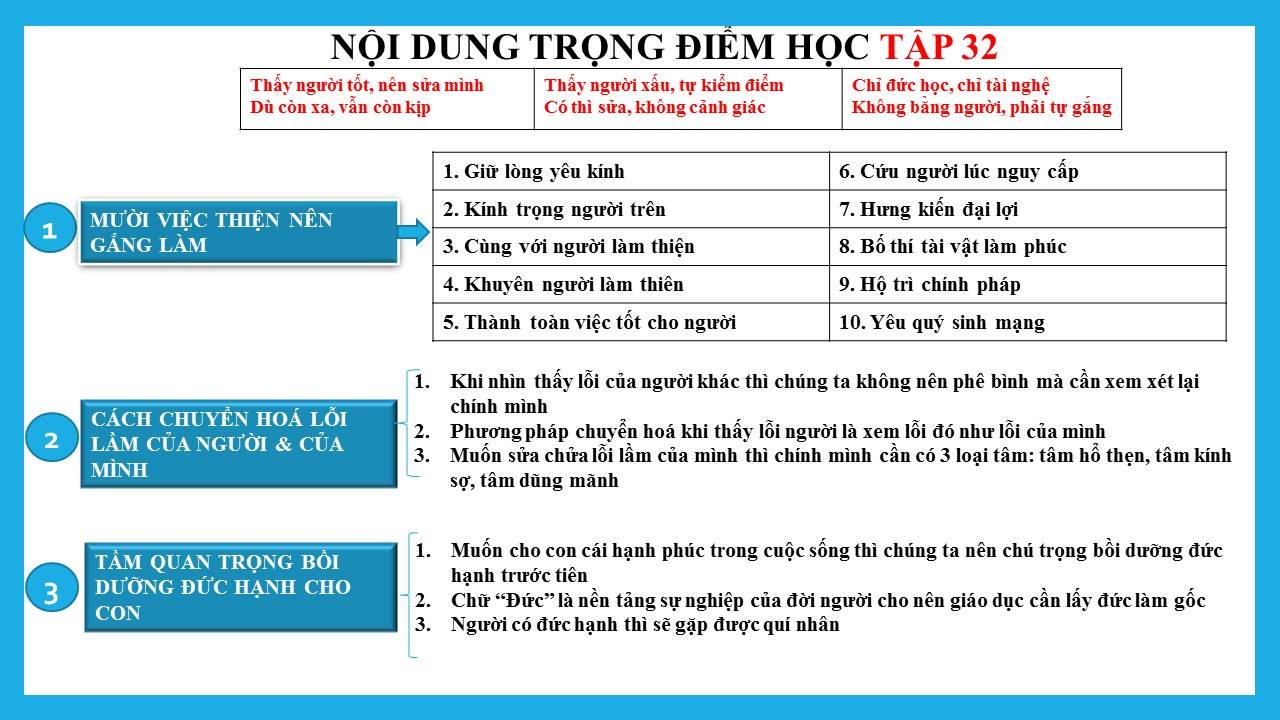 NỘI DUNG TRỌNG ĐIỂM HỌC TẬP 32
Thấy người tốt, nên sửa mình
Dù còn xa, vẫn còn kịp
Thấy người xấu, tự kiểm điểm
Có thì sửa, không cảnh giác
Chỉ đức học, chỉ tài nghệ
Không bằng người, phải tự gắng
1
MƯỜI VIỆC THIỆN NÊN
GẮNG LÀM
1. Giữ lòng yêu kính
6. Cứu người lúc nguy cấp
2. Kính trọng người trên
7. Hưng kiến đại lợi
3. Cùng với người làm thiện
8. Bố thí tài vật làm phúc
4. Khuyên người làm thiên
9. Hộ trì chính pháp
5. Thành toàn việc tốt cho người
10. Yêu quý sinh mạng
2
CÁCH CHUYỂN HOÁ LỖI
LẦM CỦA NGƯỜI & CỦA
MÌNH
1. Khi nhìn thấy lỗi của người khác thì chúng ta không nên phê bình mà cần xem xét lại
chính mình
2. Phương pháp chuyển hoá khi thấy lỗi người là xem lỗi đó như lỗi của mình
3. Muốn sửa chửa lỗi lầm của mình thì chính mình cần có 3 loại tâm: tâm hổ thẹn, tâm kính
sợ, tâm dũng mãnh
3
TẦM QUAN TRỌNG BỒI
DƯỠNG ĐỨC HẠNH CHO
CON
1. Muốn cho con cái hạnh phúc trong cuộc sống thì chúng ta nên chú trọng bồi dưỡng đức
hạnh trước tiên
2. Chữ “Đức” là nền tảng sự nghiệp của đời người cho nên giáo dục cần lấy đức làm gốc
3. Người có đức hạnh thì sẽ gặp được quí nhân